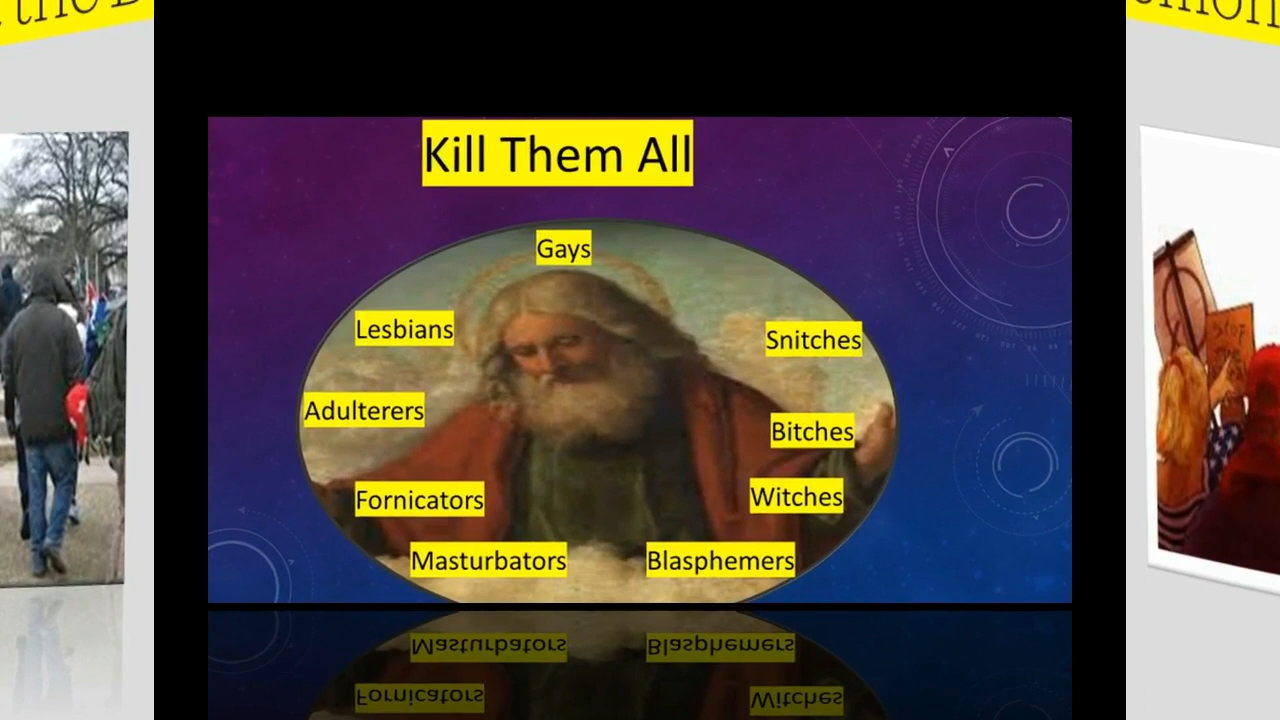 Kill Them All
Gays
Lesbians
Snitches
Adulterers
Bitches
Fornicators
Witches
Masturbators
Blasphemers